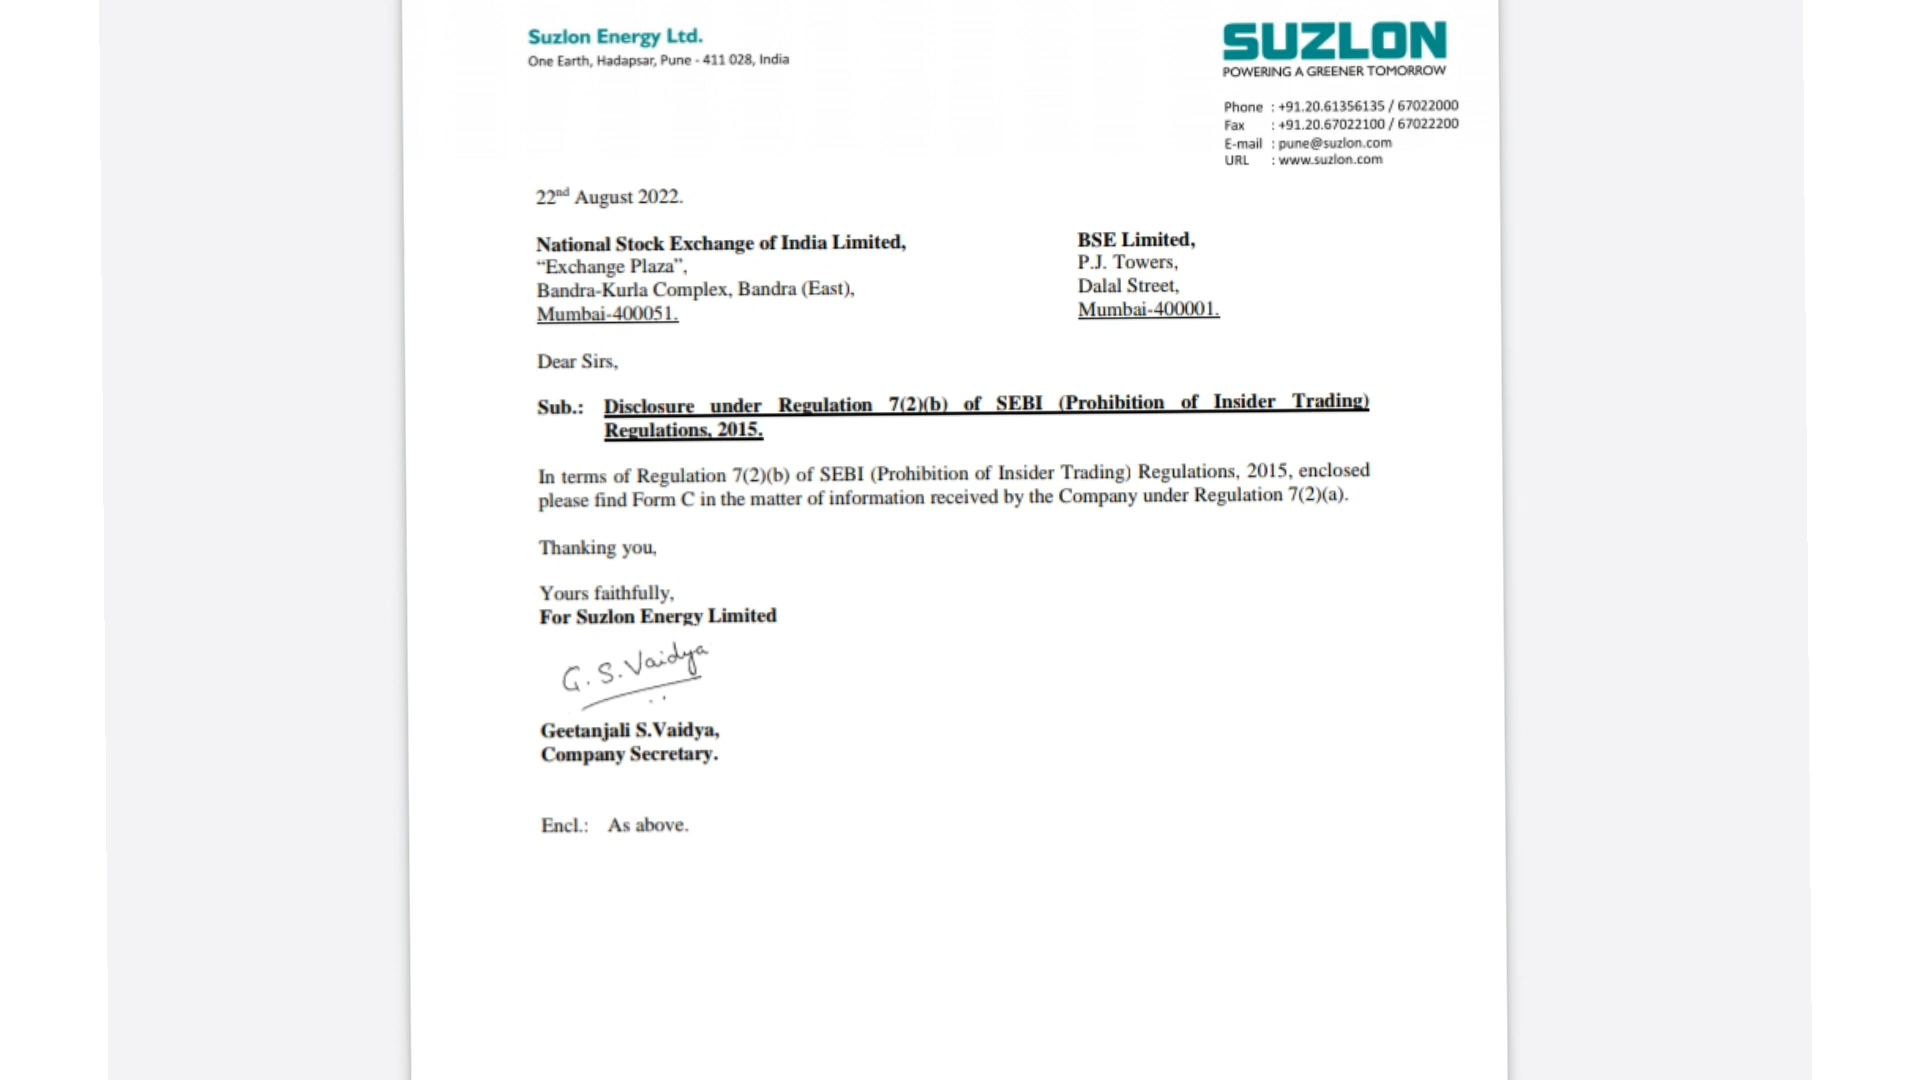 Suzlon Energy Ltd.
One Earth, Hadapsar, Pune - 411 028, India
SUZLON
POWERING A GREENER TOMORROW
Phone : +91.20.61356135 / 67022000
Fax : +91.20.67022100 / 67022200
E-mail : pune@suzlon.com
URL : www.suzlon.com
22nd August 2022.
National Stock Exchange of India Limited,
“Exchange Plaza”,
Bandra-Kurla Complex, Bandra (East),
Mumbai-400051.
BSE Limited,
P.J. Towers,
Dalal Street,
Mumbai-400001.
Dear Sirs,
Sub.: Disclosure under Regulation 7(2)(b) of SEBI (Prohibition of Insider Trading)
Regulations, 2015.
In terms of Regulation 7(2)(b) of SEBI (Prohibition of Insider Trading) Regulations, 2015, enclosed
please find Form C in the matter of information received by the Company under Regulation 7(2)(a).
Thanking you,
Yours faithfully,
For Suzlon Energy Limited
G. S. Vaidya
Geetanjali S.Vaidya,
Company Secretary.
Encl.: As above.